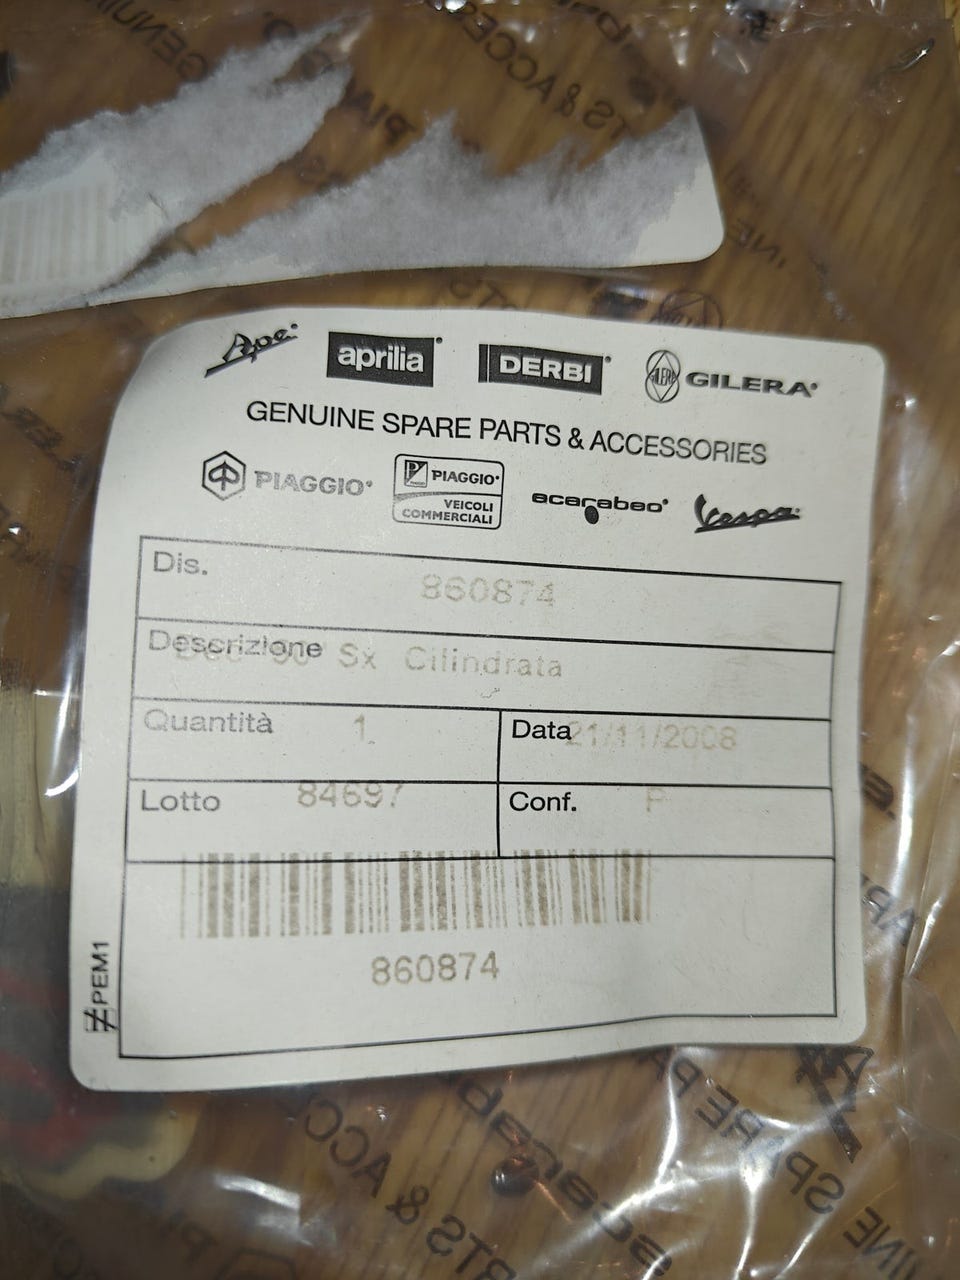 Ape
aprilia
DERBI
GILERA
GENUINE SPARE PARTS & ACCESSORIES
PIAGGIO
PIAGGIO
VEICOLI
COMMERCIALI
scarabeo
Vespa
Dis.
860874
Descrizione
Sx Cilindrata
Quantità 1
Data 21/11/2008
Lotto 84697
Conf. P
860874
PEM1